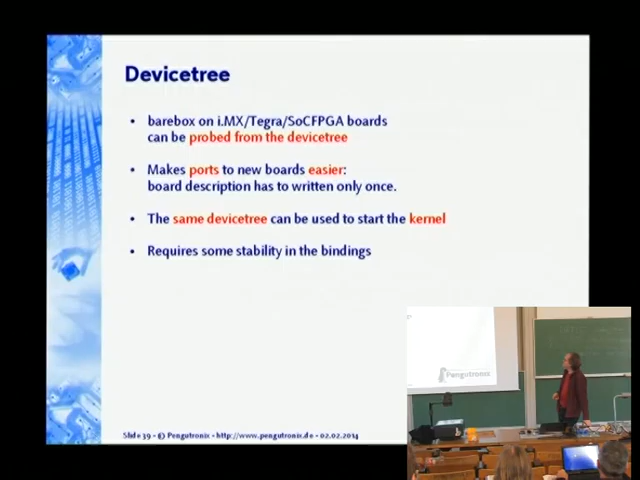 Devicetree
• barebox on i.MX/Tegra/SoCFPGA boards
can be probed from the devicetree
• Makes ports to new boards easier:
board description has to written only once.
• The same devicetree can be used to start the kernel
• Requires some stability in the bindings
Pengutronix
Slide 39 - © Pengutronix - http://www.pengutronix.de - 02.02.2014